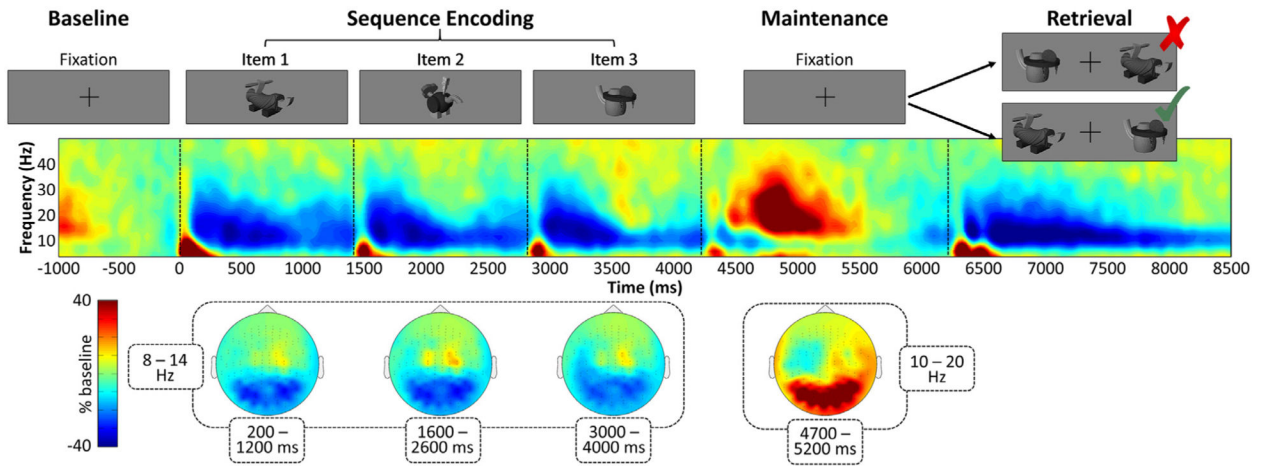 Baseline
Sequence Encoding
Maintenance
Retrieval
Fixation
Item 1
Item 2
Item 3
Fixation
Frequency (Hz)
40
30
20
10
-1000
-500
0
500
1000
1500
2000
2500
2900
3500
4000
4500
5000
5500
6000
6500
7000
7500
8000
8500
Time (ms)
40
-40
% baseline
8 – 14
Hz
200 –
1200 ms
1600 –
2600 ms
3000 –
4000 ms
4700 –
5200 ms
10 – 20
Hz